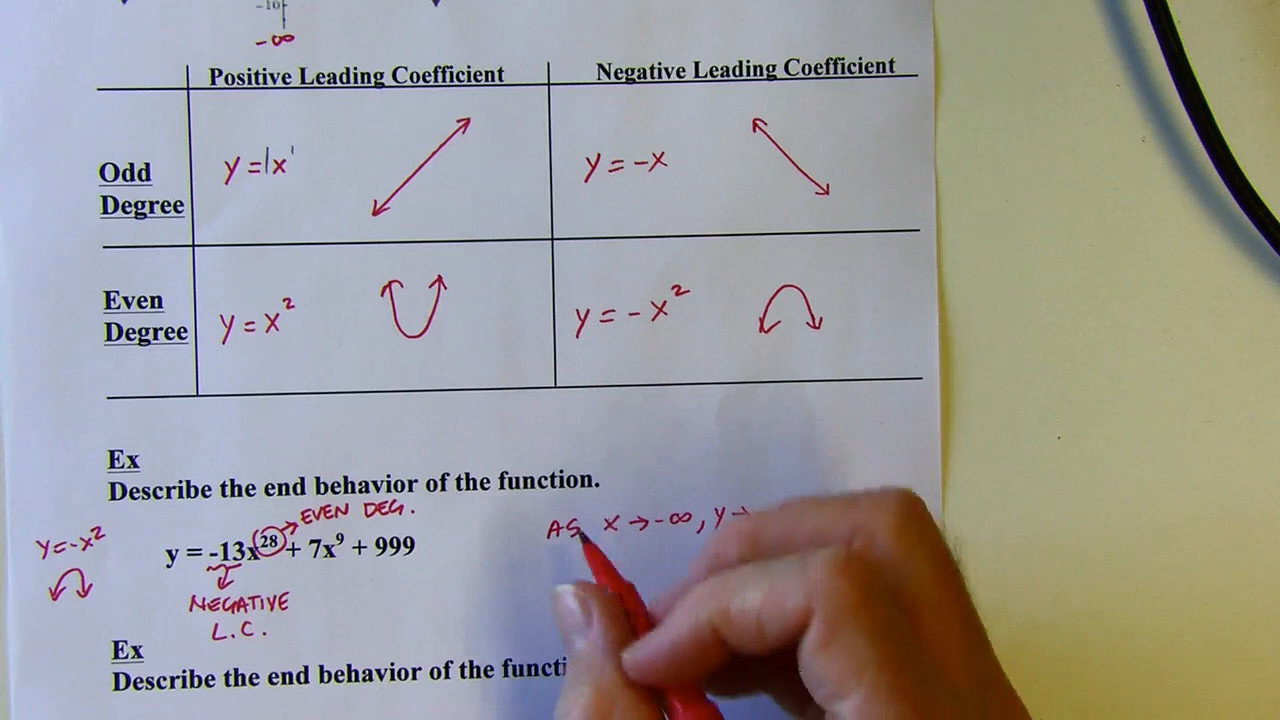 -10
-∞
Positive Leading Coefficient Negative Leading Coefficient
Odd Degree y = 1x¹ y = -x
Even Degree y = x² y = -x²
Ex
Describe the end behavior of the function.
EVEN DEG.
y = -x² y = -13x²⁸ + 7x⁹ + 999 AS x → -∞, y →
NEGATIVE
L.C.
Ex
Describe the end behavior of the